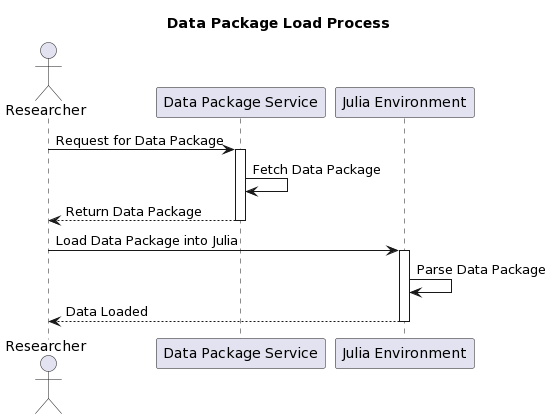 Data Package Load Process
Researcher
Data Package Service
Julia Environment
Request for Data Package
Fetch Data Package
Return Data Package
Load Data Package into Julia
Parse Data Package
Data Loaded
Researcher
Data Package Service
Julia Environment